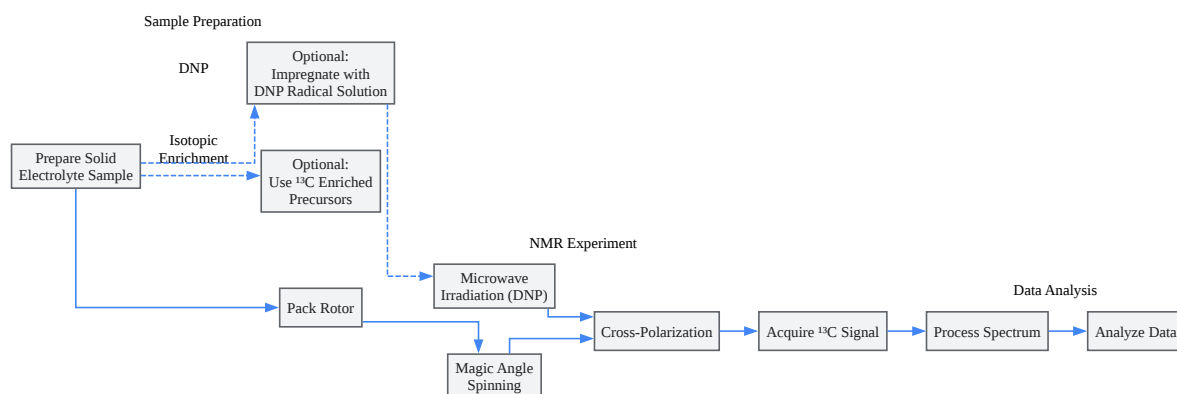 Sample Preparation
DNP
Optional:
Impregnate with
DNP Radical Solution
Isotopic
Enrichment
Prepare Solid
Electrolyte Sample
Optional:
Use ¹³C Enriched
Precursors
NMR Experiment
Microwave
Irradiation (DNP)
Data Analysis
Pack Rotor
Cross-Polarization
Acquire ¹³C Signal
Process Spectrum
Analyze Data
Magic Angle
Spinning